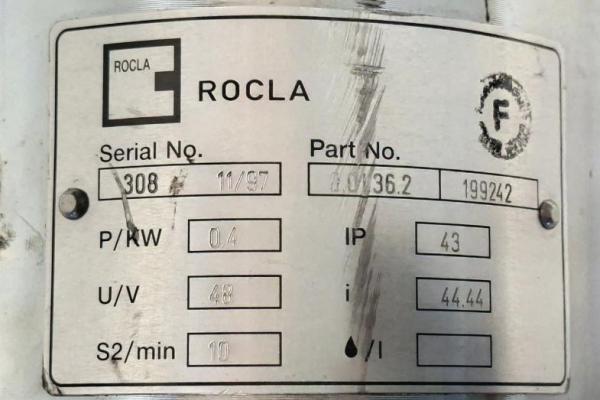 ROCLA
ROCLA
F
Serial No. Part No.
308 11/97 199242
P/KW 0.4 IP 43
U/V 48 i 44.44
S2/min 10 /l